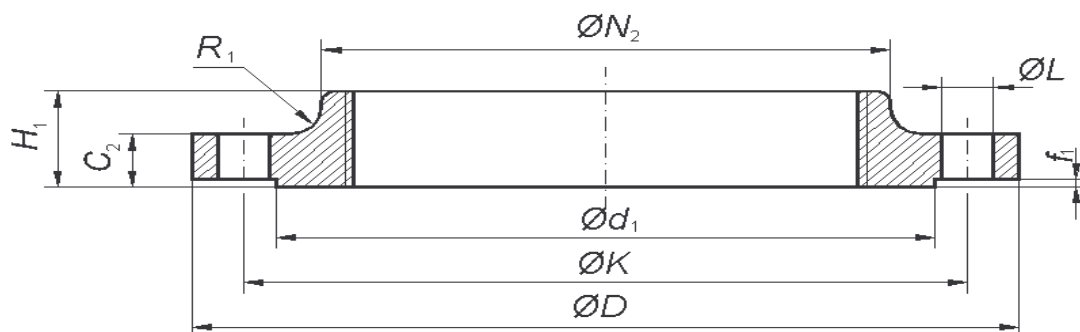 ØN₂
R₁
ØL
H₁
C₂
f₁
Ød₁
ØK
ØD